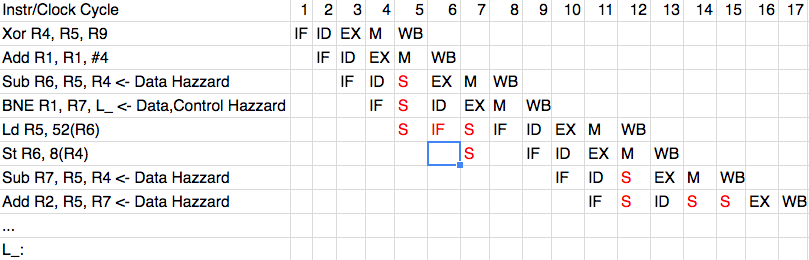 Instr/Clock Cycle 1 2 3 4 5 6 7 8 9 10 11 12 13 14 15 16 17
Xor R4, R5, R9 IF ID EX M WB
Add R1, R1, #4 IF ID EX M WB
Sub R6, R5, R4 <- Data Hazzard IF ID S EX M WB
BNE R1, R7, L_ <- Data,Control Hazzard IF S ID EX M WB
Ld R5, 52(R6) S IF S IF ID EX M WB
St R6, 8(R4) S IF ID EX M WB
Sub R7, R5, R4 <- Data Hazzard IF ID S EX M WB
Add R2, R5, R7 <- Data Hazzard IF S ID S S EX WB
...
L_: